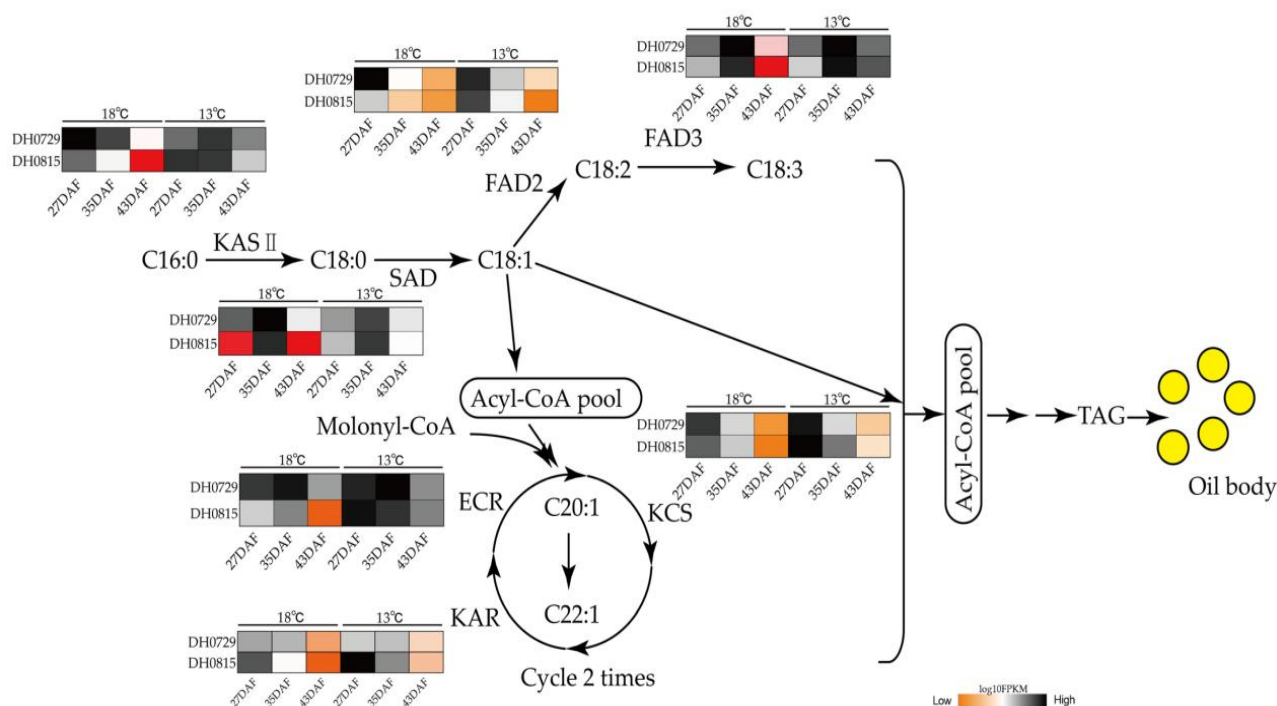 18℃ 13℃
DH0729
DH0815
27DAF 35DAF 43DAF 27DAF 35DAF 43DAF
18℃ 13℃
DH0729
DH0815
27DAF 35DAF 43DAF 27DAF 35DAF 43DAF
18℃ 13℃
DH0729
DH0815
27DAF 35DAF 43DAF 27DAF 35DAF 43DAF
FAD3
C18:2
C18:3
FAD2
KAS Ⅱ
C16:0
C18:0
SAD
C18:1
18℃ 13℃
DH0729
DH0815
27DAF 35DAF 43DAF 27DAF 35DAF 43DAF
Acyl-CoA pool
Molonyl-CoA
18℃ 13℃
DH0729
DH0815
27DAF 35DAF 43DAF 27DAF 35DAF 43DAF
Acyl-CoA pool
TAG
Oil body
18℃ 13℃
DH0729
DH0815
27DAF 35DAF 43DAF 27DAF 35DAF 43DAF
ECR
C20:1
KCS
C22:1
KAR
18℃ 13℃
DH0729
DH0815
27DAF 35DAF 43DAF 27DAF 35DAF 43DAF
Cycle 2 times
log10FPKM
Low High